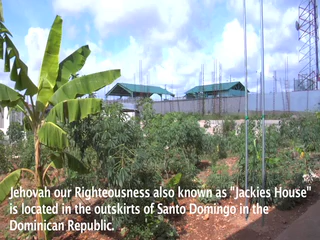 Jehovah our Righteousness also known as "Jackies House"
is located in the outskirts of Santo Domingo in the
Dominican Republic.